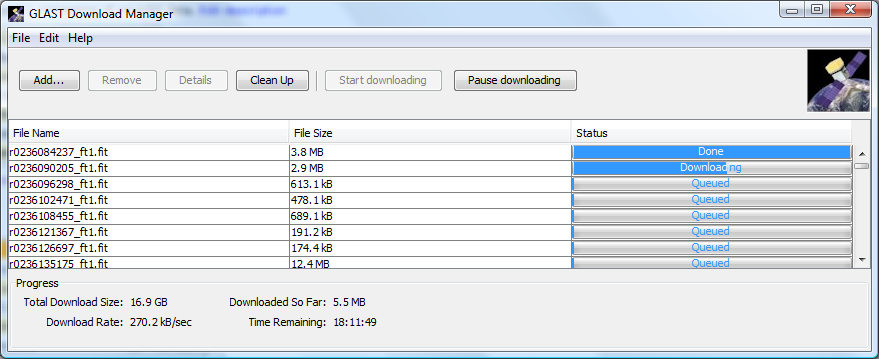 GLAST Download Manager
File Edit Help
Add... Remove Details Clean Up Start downloading Pause downloading
File Name File Size Status
r0236084237_ft1.fit 3.8 MB Done
r0236090205_ft1.fit 2.9 MB Downloading
r0236096298_ft1.fit 613.1 kB Queued
r0236102471_ft1.fit 478.1 kB Queued
r0236108455_ft1.fit 689.1 kB Queued
r0236121367_ft1.fit 191.2 kB Queued
r0236126697_ft1.fit 174.4 kB Queued
r0236135175_ft1.fit 12.4 MB Queued
Progress
Total Download Size: 16.9 GB Downloaded So Far: 5.5 MB
Download Rate: 270.2 kB/sec Time Remaining: 18:11:49